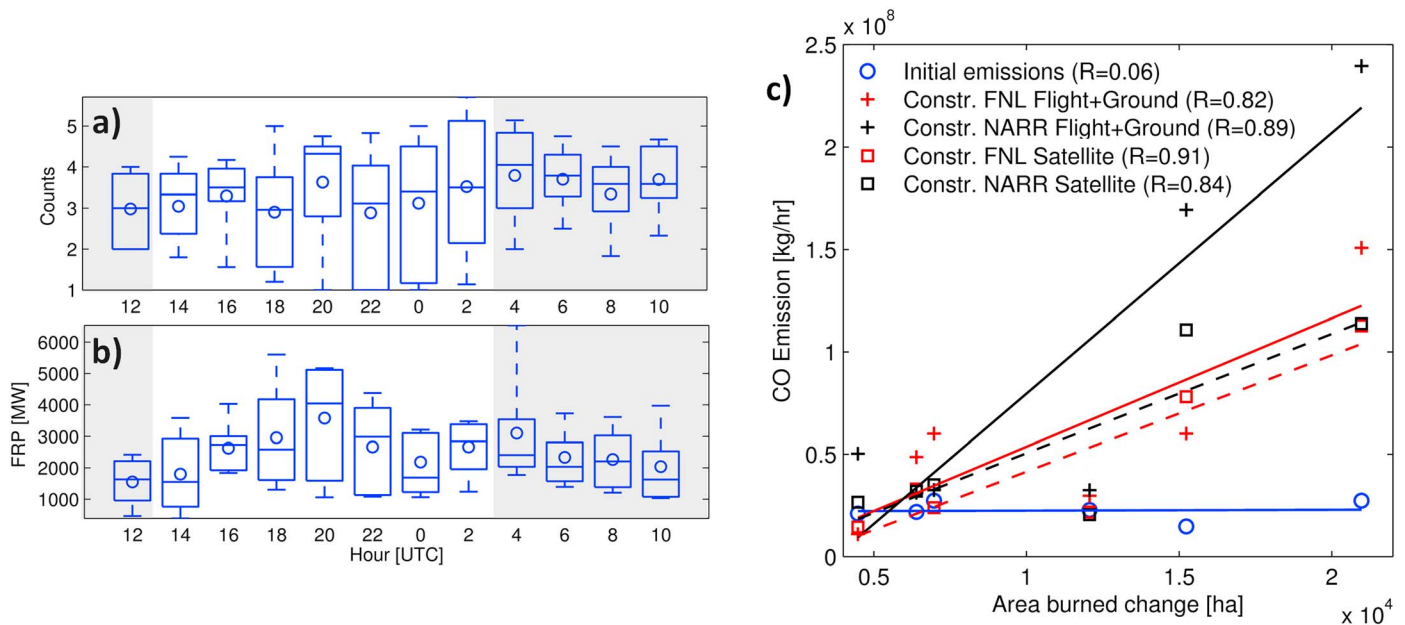 a)
Counts
5
4
3
2
1
12 14 16 18 20 22 0 2 4 6 8 10
b)
FRP [MW]
6000
5000
4000
3000
2000
1000
12 14 16 18 20 22 0 2 4 6 8 10
Hour [UTC]
c)
x 10^8
CO Emission [kg/hr]
2.5
2
1.5
1
0.5
0
Initial emissions (R=0.06)
Constr. FNL Flight+Ground (R=0.82)
Constr. NARR Flight+Ground (R=0.89)
Constr. FNL Satellite (R=0.91)
Constr. NARR Satellite (R=0.84)
0.5 1 1.5 2
Area burned change [ha]
x 10^4